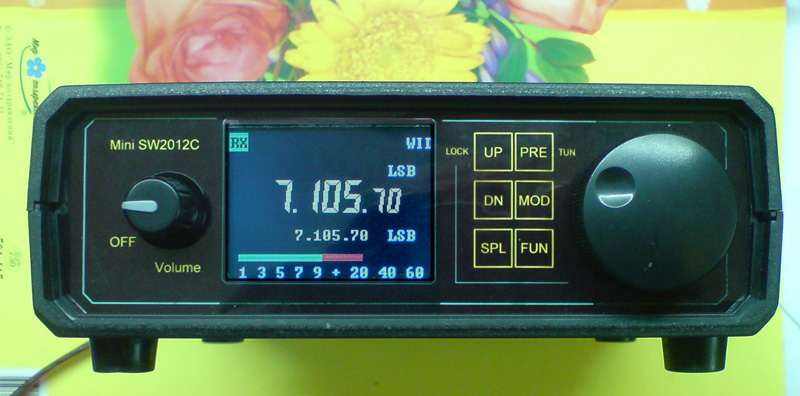 Mini SW2012C
OFF
Volume
RX
WII
LSB
7.105.70
7.105.70 LSB
1 3 5 7 9 + 20 40 60
LOCK UP PRE TUN
DN MOD
SPL FUN